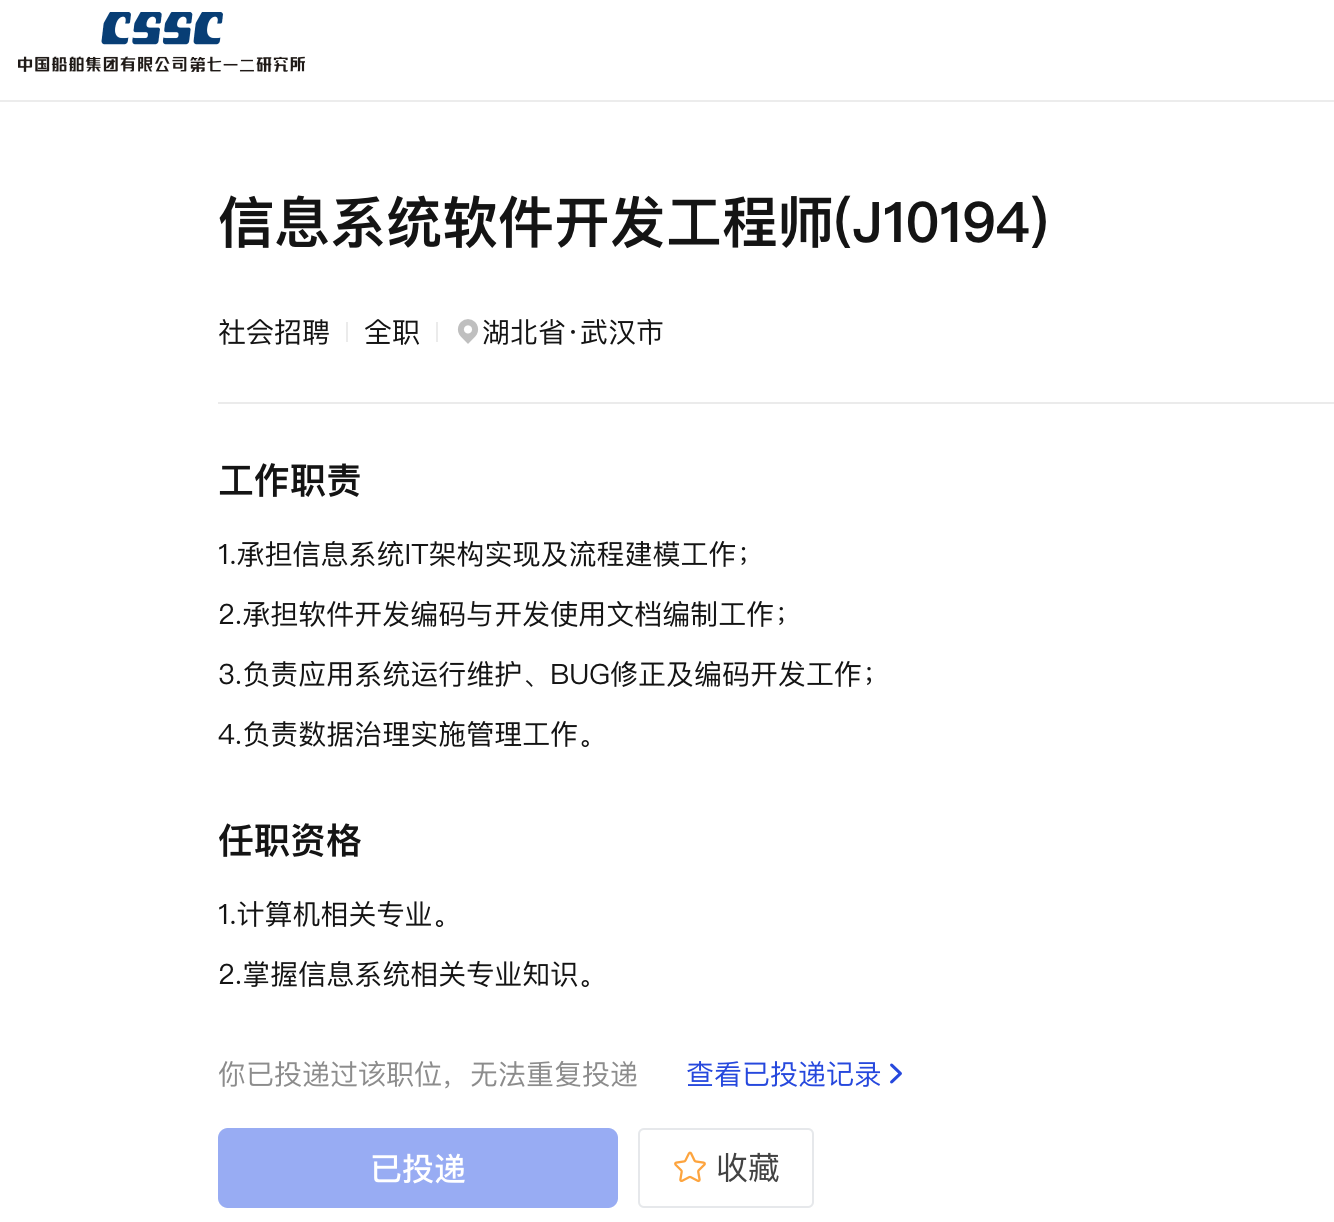 CSSC
中国船舶集团有限公司第七一二研究所
信息系统软件开发工程师(J10194)
社会招聘 全职 湖北省·武汉市
工作职责
1.承担信息系统IT架构实现及流程建模工作；
2.承担软件开发编码与开发使用文档编制工作；
3.负责应用系统运行维护、BUG修正及编码开发工作；
4.负责数据治理实施管理工作。
任职资格
1.计算机相关专业。
2.掌握信息系统相关专业知识。
你已投递过该职位，无法重复投递 查看已投递记录
已投递 收藏